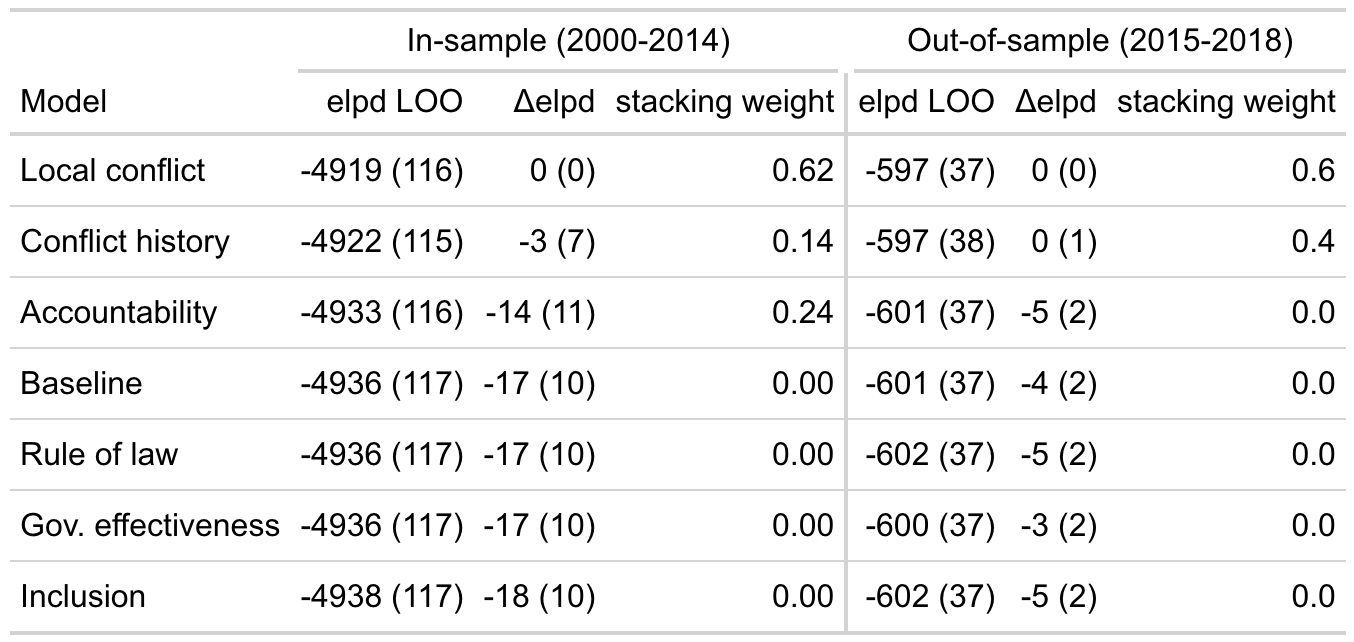 In-sample (2000-2014) Out-of-sample (2015-2018)
Model elpd LOO Δelpd stacking weight elpd LOO Δelpd stacking weight
Local conflict -4919 (116) 0 (0) 0.62 -597 (37) 0 (0) 0.6
Conflict history -4922 (115) -3 (7) 0.14 -597 (38) 0 (1) 0.4
Accountability -4933 (116) -14 (11) 0.24 -601 (37) -5 (2) 0.0
Baseline -4936 (117) -17 (10) 0.00 -601 (37) -4 (2) 0.0
Rule of law -4936 (117) -17 (10) 0.00 -602 (37) -5 (2) 0.0
Gov. effectiveness -4936 (117) -17 (10) 0.00 -600 (37) -3 (2) 0.0
Inclusion -4938 (117) -18 (10) 0.00 -602 (37) -5 (2) 0.0